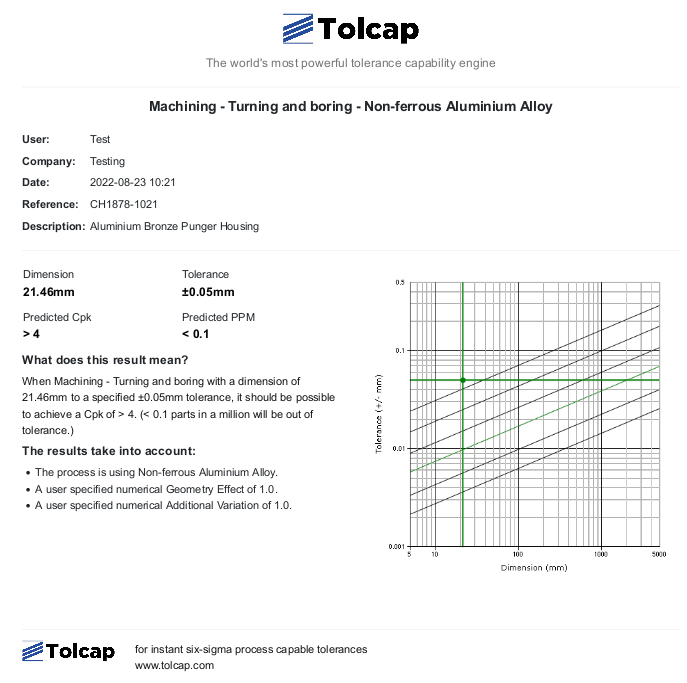 Tolcap
The world's most powerful tolerance capability engine
Machining - Turning and boring - Non-ferrous Aluminium Alloy
User: Test
Company: Testing
Date: 2022-08-23 10:21
Reference: CH1878-1021
Description: Aluminium Bronze Punger Housing
Dimension Tolerance
21.46mm ±0.05mm
Predicted Cpk Predicted PPM
> 4 < 0.1
What does this result mean?
When Machining - Turning and boring with a dimension of
21.46mm to a specified ±0.05mm tolerance, it should be possible
to achieve a Cpk of > 4. (< 0.1 parts in a million will be out of
tolerance.)
The results take into account:
• The process is using Non-ferrous Aluminium Alloy.
• A user specified numerical Geometry Effect of 1.0.
• A user specified numerical Additional Variation of 1.0.
0.5
0.1
0.01
0.001
Tolerance (+/- mm)
5 10 100 1000 5000
Dimension (mm)
Tolcap
for instant six-sigma process capable tolerances
www.tolcap.com